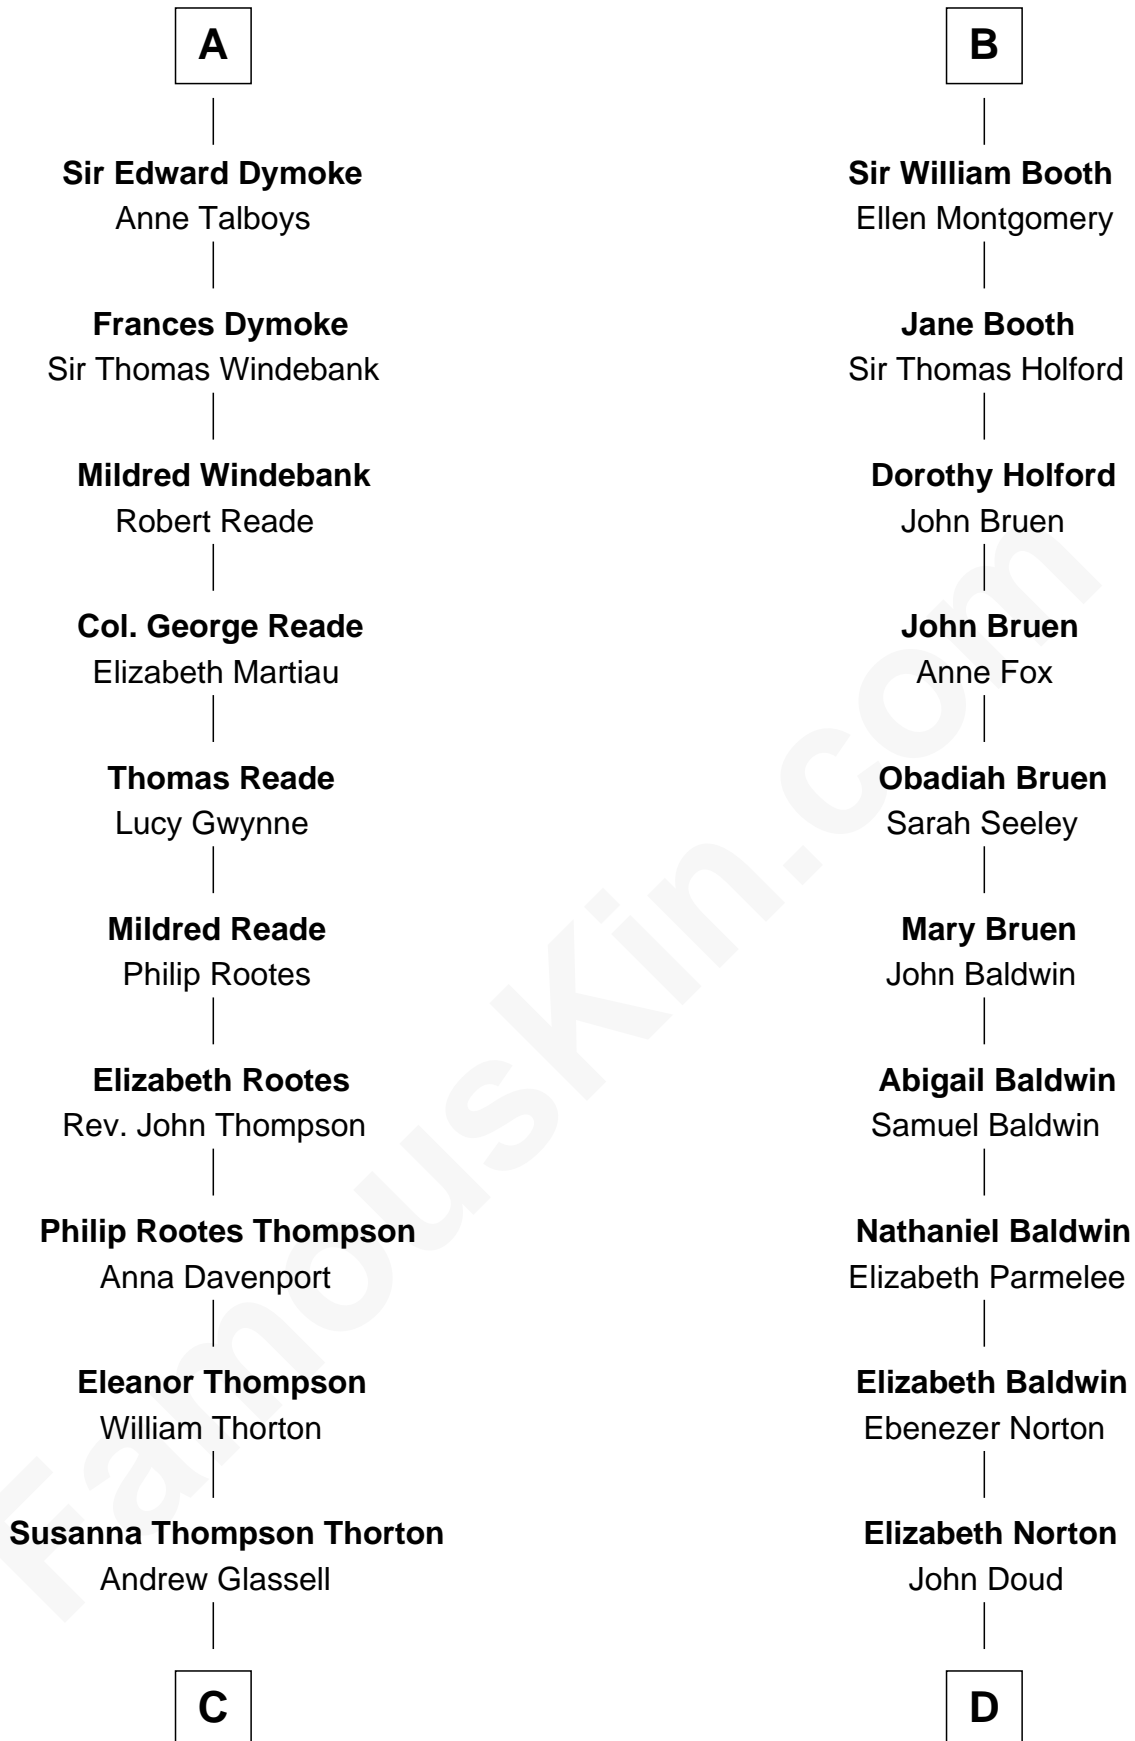 A
Sir Edward Dymoke
Anne Talboys
Frances Dymoke
Sir Thomas Windebank
Mildred Windebank
Robert Reade
Col. George Reade
Elizabeth Martiau
Thomas Reade
Lucy Gwynne
Mildred Reade
Philip Rootes
Elizabeth Rootes
Rev. John Thompson
Philip Rootes Thompson
Anna Davenport
Eleanor Thompson
William Thorton
Susanna Thompson Thorton
Andrew Glassell
C
B
Sir William Booth
Ellen Montgomery
Jane Booth
Sir Thomas Holford
Dorothy Holford
John Bruen
John Bruen
Anne Fox
Obadiah Bruen
Sarah Seeley
Mary Bruen
John Baldwin
Abigail Baldwin
Samuel Baldwin
Nathaniel Baldwin
Elizabeth Parmelee
Elizabeth Baldwin
Ebenezer Norton
Elizabeth Norton
John Doud
D
FamousKin.com